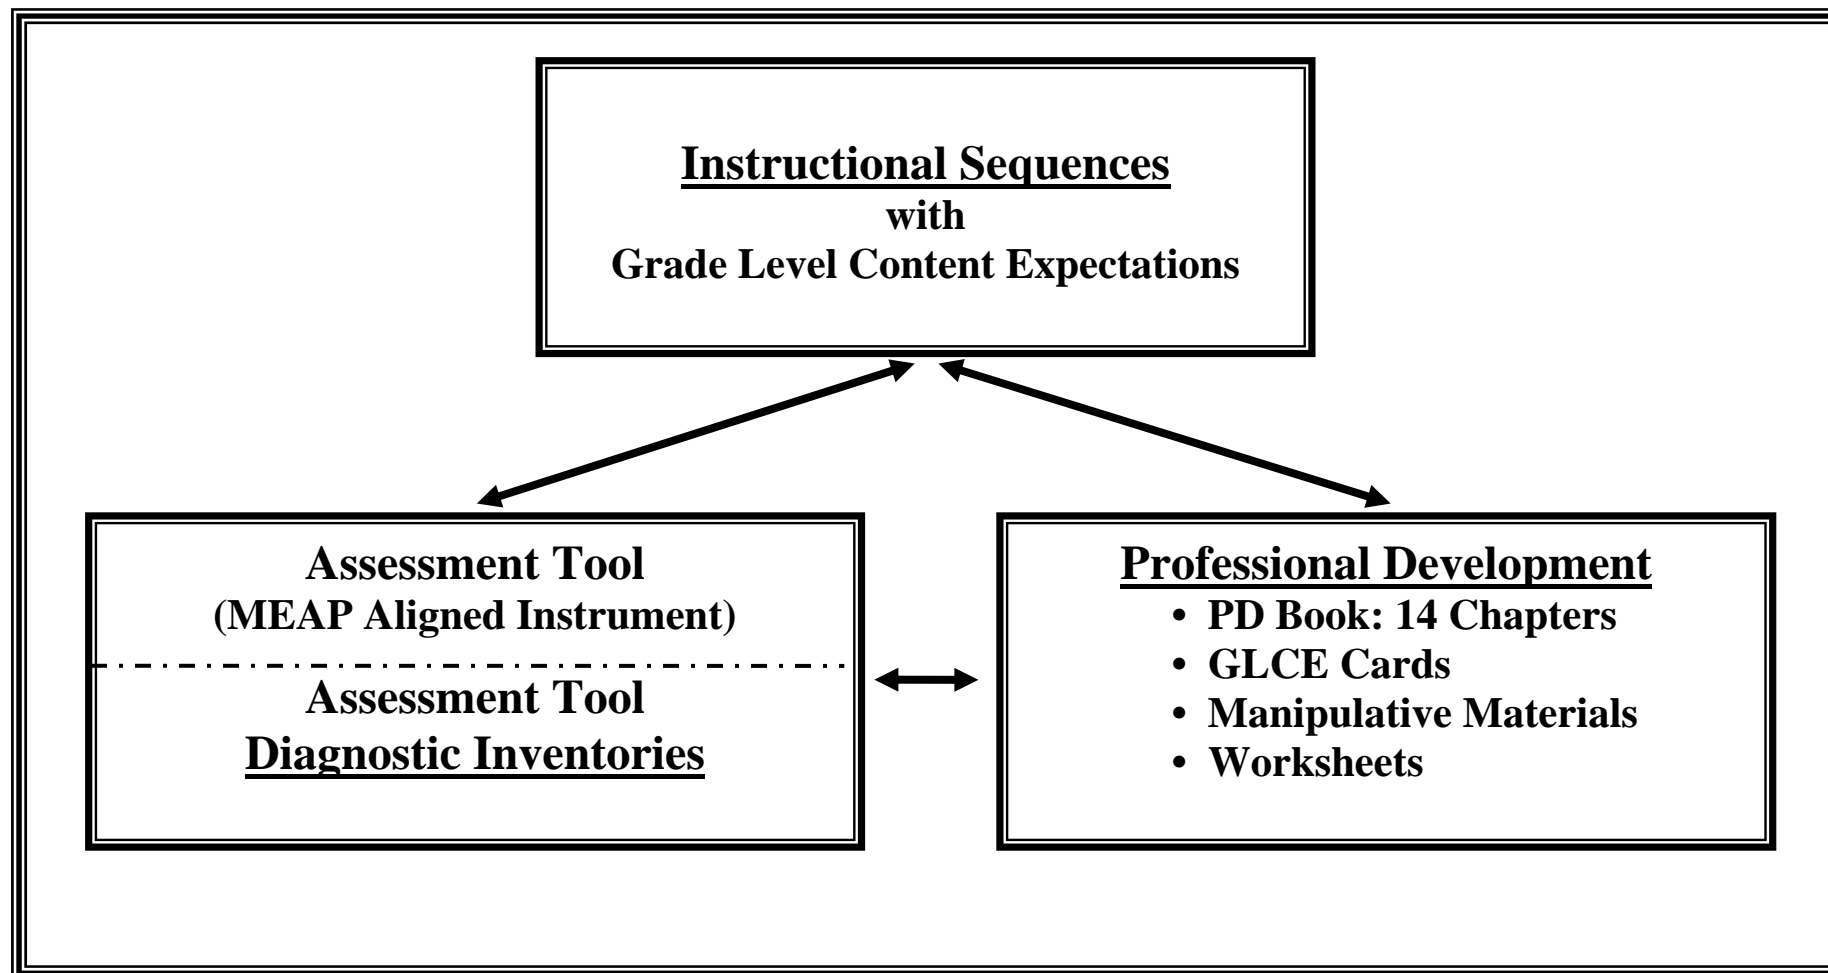 Instructional Sequences
with
Grade Level Content Expectations
Assessment Tool
(MEAP Aligned Instrument)
Assessment Tool
Diagnostic Inventories
Professional Development
• PD Book: 14 Chapters
• GLCE Cards
• Manipulative Materials
• Worksheets